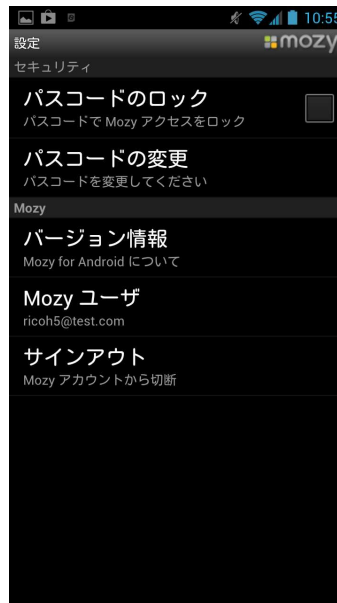 10:55
設定
mozy
セキュリティ
パスコードのロック
パスコードで Mozy アクセスをロック
パスコードの変更
パスコードを変更してください
Mozy
バージョン情報
Mozy for Android について
Mozy ユーザ
ricoh5@test.com
サインアウト
Mozy アカウントから切断